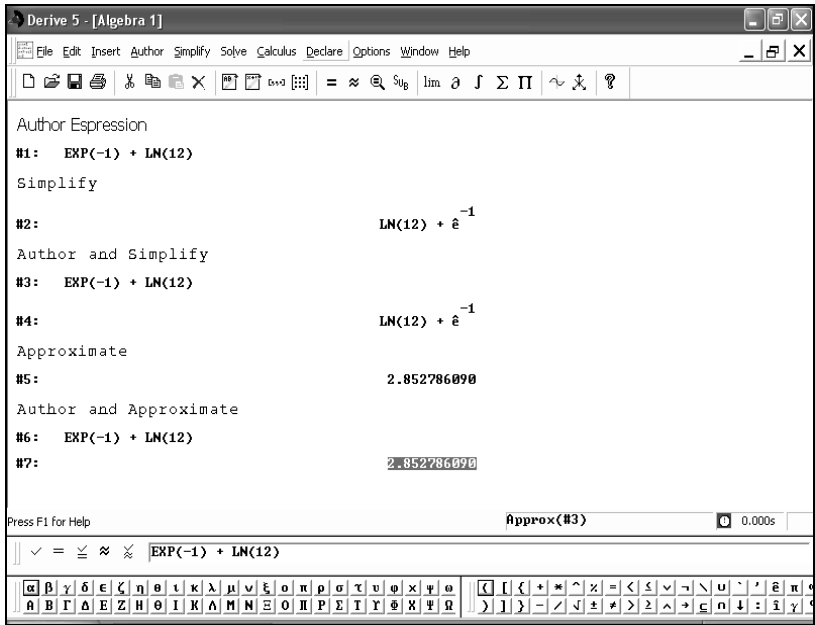 Derive 5 - [Algebra 1]
File Edit Insert Author Simplify Solve Calculus Declare Options Window Help
= ≈ SUB lim ∂ ∫ Σ Π ?
Author Espression
#1: EXP(-1) + LN(12)
Simplify
#2: LN(12) + ê^-1
Author and Simplify
#3: EXP(-1) + LN(12)
#4: LN(12) + ê^-1
Approximate
#5: 2.852786090
Author and Approximate
#6: EXP(-1) + LN(12)
#7: 2.852786090
Press F1 for Help Approx(#3) 0.000s
EXP(-1) + LN(12)
α β γ δ ε ζ η θ ι κ λ μ ν ξ ο π ρ σ τ υ φ χ ψ ω ( [ { + * ^ % = < ≤ ∨ ¬ \ ∪ ` ' ê π
Α Β Γ Δ Ε Ζ Η Θ Ι Κ Λ Μ Ν Ξ Ο Π Ρ Σ Τ Υ Φ Χ Ψ Ω ) ] } - / √ ± ≠ > ≥ ∧ → ⊆ ∩ ↓ : î γ